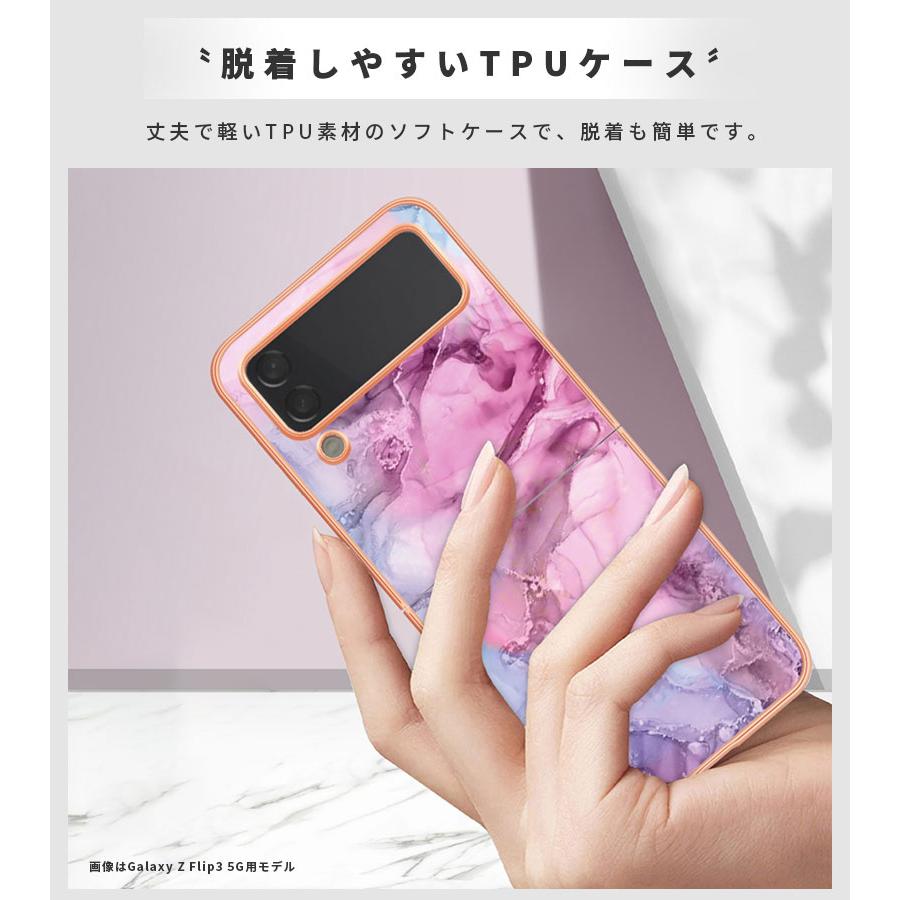 〝脱着しやすいTPUケース〞
丈夫で軽いTPU素材のソフトケースで、脱着も簡単です。
画像はGalaxy Z Flip3 5G用モデル